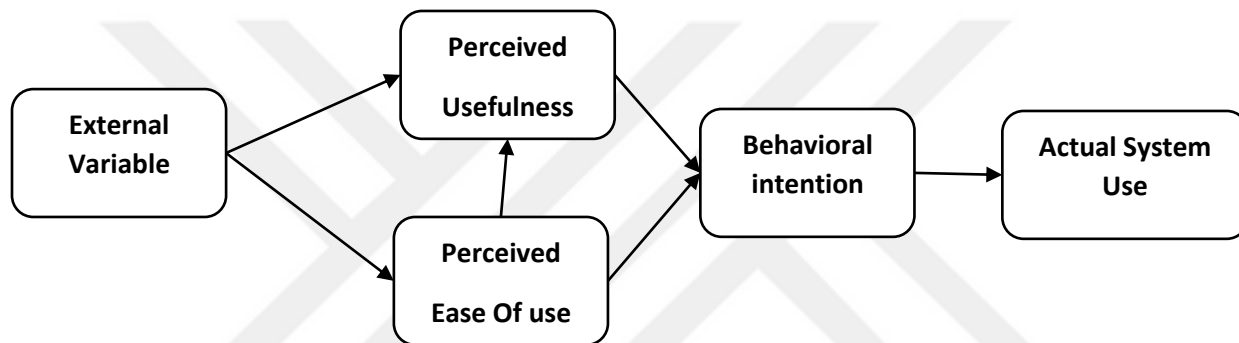 External
Variable
Perceived
Usefulness
Perceived
Ease Of use
Behavioral
intention
Actual System
Use